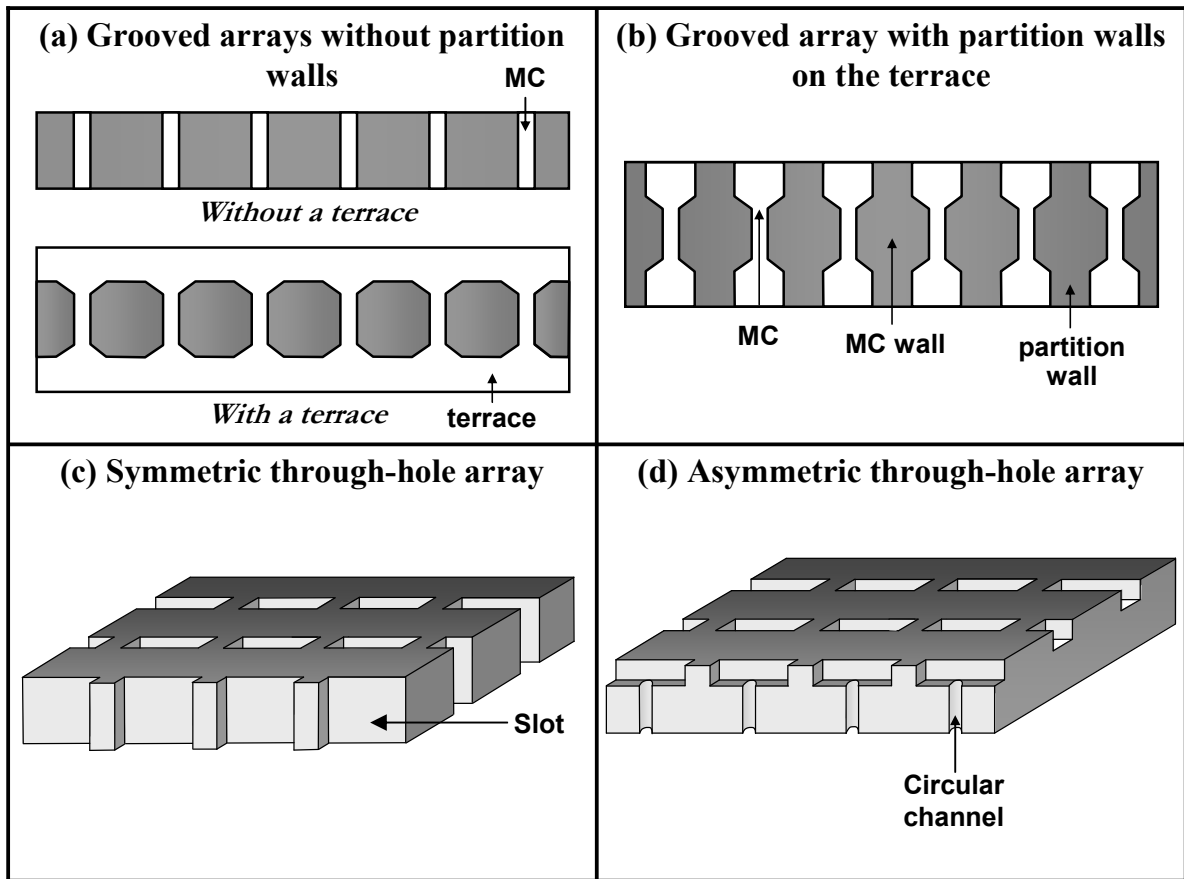 (a) Grooved arrays without partition
walls
MC
Without a terrace
With a terrace
terrace
(b) Grooved array with partition walls
on the terrace
MC
MC wall
partition
wall
(c) Symmetric through-hole array
Slot
(d) Asymmetric through-hole array
Circular
channel